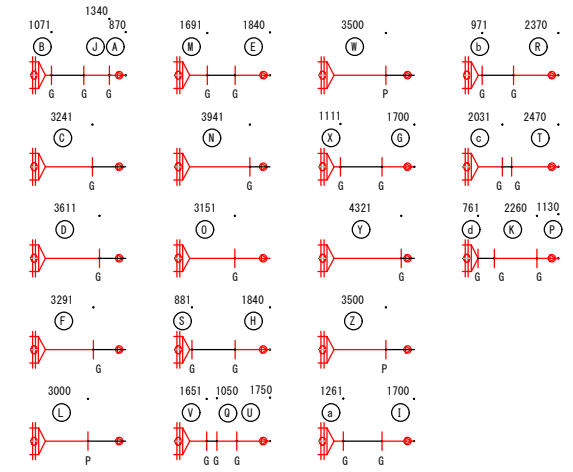 1340
1071 870 1691 1840 3500 971 2370
B J A M E W b R
G G G G G P G G
3241 3941 1111 1700 2031 2470
C N X G c T
G G G G G G
3611 3151 4321 761 2260 1130
D O Y d K P
G G G G G G
3291 881 1840 3500
F S H Z
G G G P
3000 1651 1050 1750 1261 1700
L V Q U a I
P G G G G G